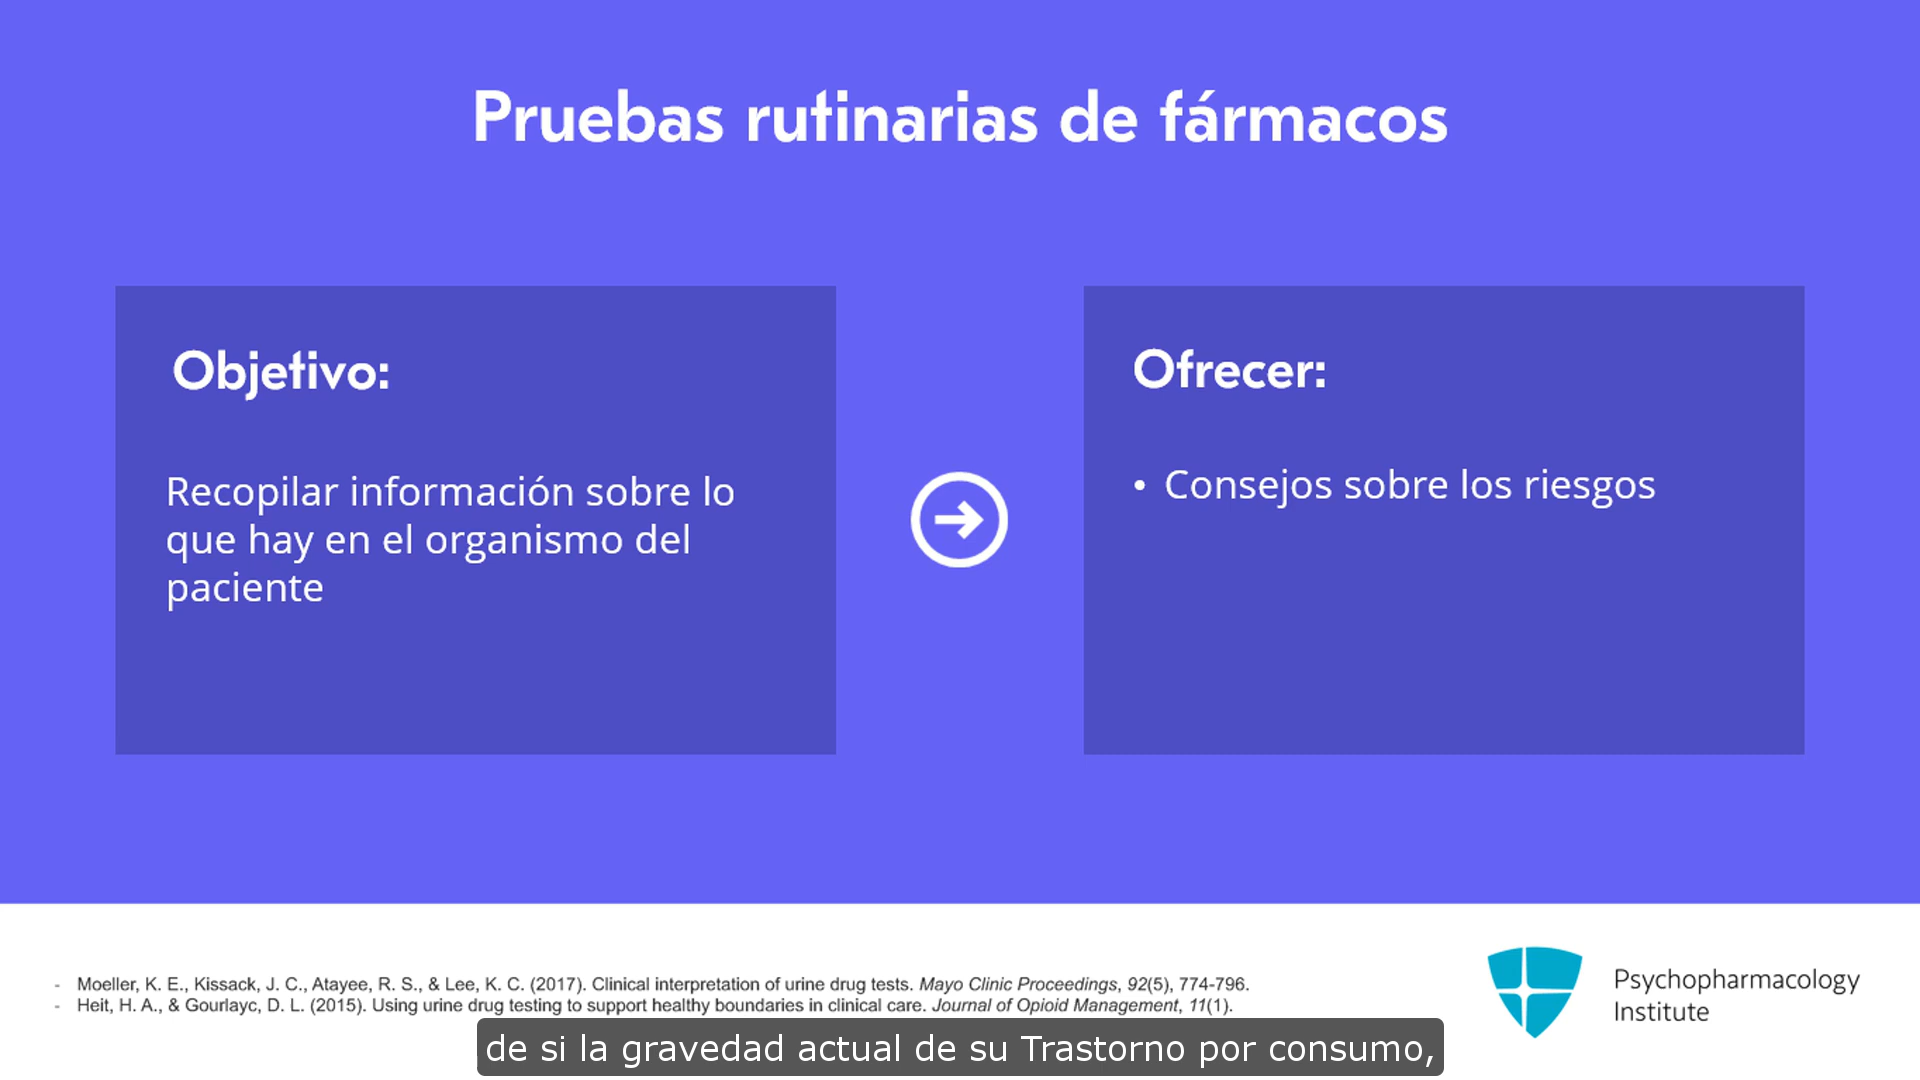 Pruebas rutinarias de fármacos
Objetivo:
Recopilar información sobre lo
que hay en el organismo del
paciente
Ofrecer:
• Consejos sobre los riesgos
- Moeller, K. E., Kissack, J. C., Atayee, R. S., & Lee, K. C. (2017). Clinical interpretation of urine drug tests. Mayo Clinic Proceedings, 92(5), 774-796.
- Heit, H. A., & Gourlayc, D. L. (2015). Using urine drug testing to support healthy boundaries in clinical care. Journal of Opioid Management, 11(1).
Psychopharmacology
Institute
de si la gravedad actual de su Trastorno por consumo,